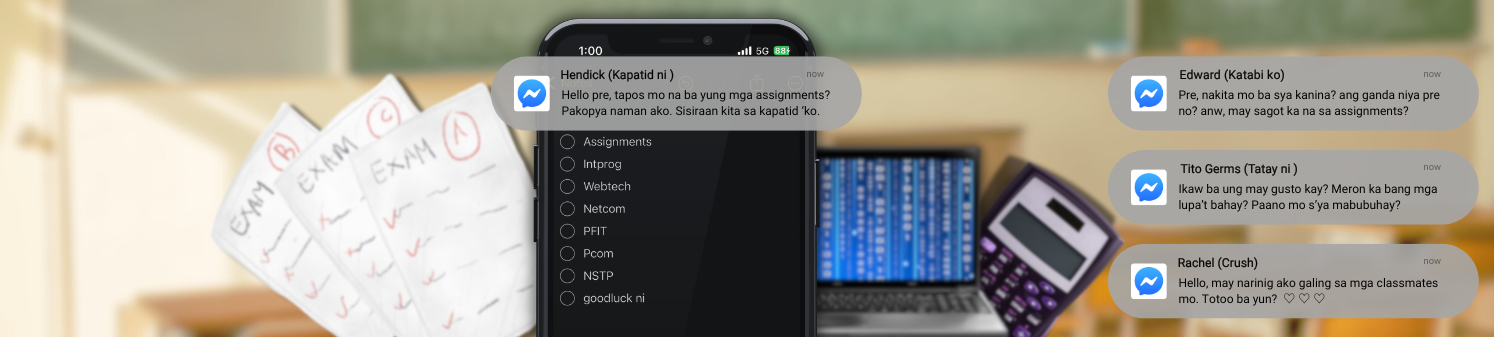 EXAM
B
EXAM
C
EXAM
A
1:00
5G 88
Hendick (Kapatid ni )
now
Hello pre, tapos mo na ba yung mga assignments?
Pakopya naman ako. Sisiraan kita sa kapatid ‘ko.
Assignments
Intprog
Webtech
Netcom
PFIT
Pcom
NSTP
goodluck ni
Edward (Katabi ko)
now
Pre, nakita mo ba sya kanina? ang ganda niya pre
no? anw, may sagot ka na sa assignments?
Tito Germs (Tatay ni )
now
Ikaw ba ung may gusto kay? Meron ka bang mga
lupa't bahay? Paano mo s'ya mabubuhay?
Rachel (Crush)
now
Hello, may narinig ako galing sa mga classmates
mo. Totoo ba yun? ♡ ♡ ♡